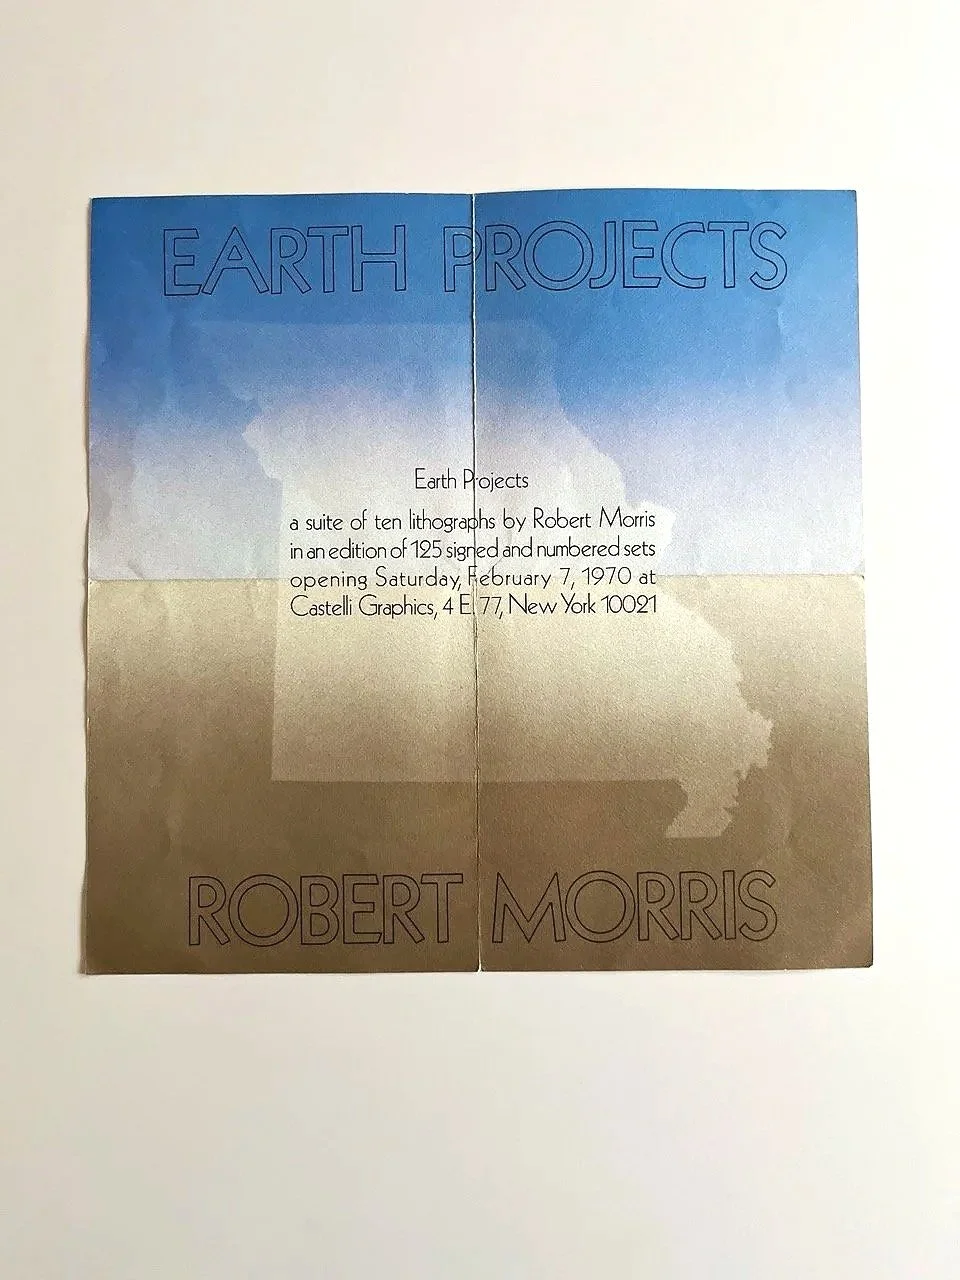 EARTH PROJECTS
Earth Projects
a suite of ten lithographs by Robert Morris
in an edition of 125 signed and numbered sets
opening Saturday, February 7, 1970 at
Castelli Graphics, 4 E. 77, New York 10021
ROBERT MORRIS